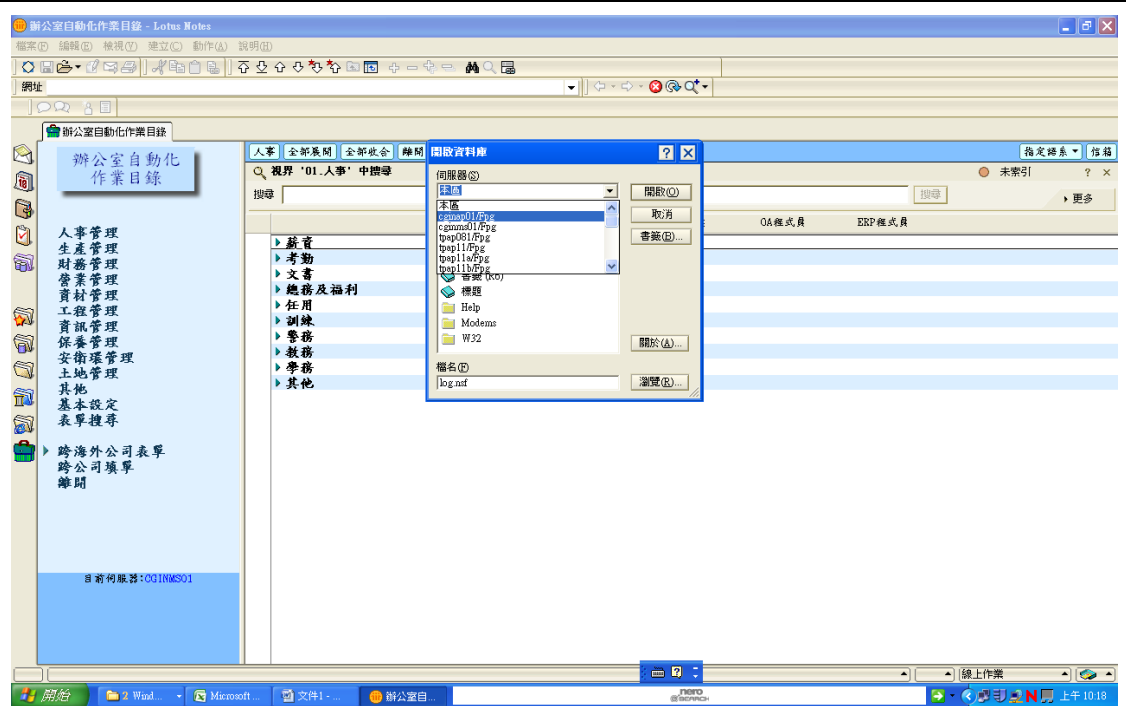 辦公室自動化作業目錄 - Lotus Notes
檔案(F) 編輯(E) 檢視(V) 建立(C) 動作(A) 說明(H)
網址
辦公室自動化作業目錄
辦公室自動化
作業目錄
人事管理
生產管理
財務管理
營業管理
資材管理
工程管理
資訊管理
保養管理
安衛環管理
土地管理
其他
基本設定
表單搜尋
跨海外公司表單
跨公司填單
離開
目前伺服器:CGINMS01
人事 全部展開 全部收合 離開
指定語系 信箱
視界 '01.人事' 中搜尋
未索引 ?
搜尋
搜尋
更多
OA程式員 ERP程式員
薪資
考勤
文書
總務及福利
任用
訓練
警務
教務
學務
其他
開啟資料庫
伺服器(S)
本區
開啟(O)
本區
取消
cginap01/Fpg
cginms01/Fpg
書籤(B)...
tpap081/Fpg
tpap11/Fpg
tpap11a/Fpg
tpap11b/Fpg
標題
Help
Modems
W32
關於(A)...
檔名(F)
log.nsf
瀏覽(R)...
線上作業
開始 2 Wind... Microsoft ... 文件1 - ... 辦公室自... nero SEARCH 上午 10:18